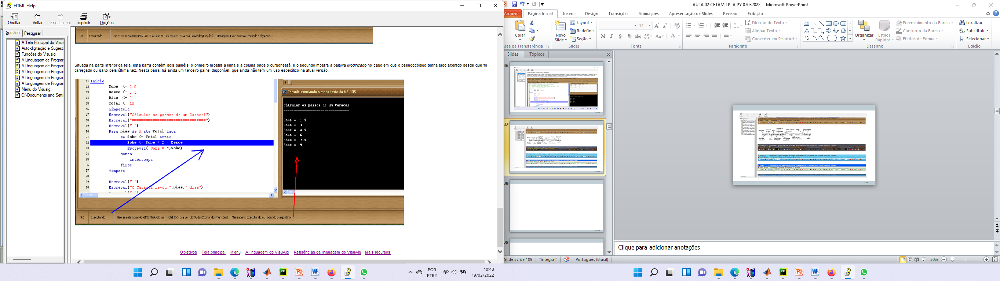 HTML Help
Ocultar
Voltar
Encaminhar
Imprimir
Opções
Sumário
Pesquisar
A Tela Principal do Visu
Auto-digitação e Sugest
Funções do Visualg
A Linguagem de Prograr
A Linguagem de Prograr
A Linguagem de Prograr
A Linguagem de Prograr
A Linguagem de Prograr
Menu do Visualg
C:\Documents and Setti
9:1 Executando Use as setas pra MOVIMENTAR-SE ou <<Ctrl J>> pra ver LISTA dos(Comandos/Funções) Mensagem: Executando ou rodando o algoritmo...
Situada na parte inferior da tela, esta barra contém dois painéis: o primeiro mostra a linha e a coluna onde o cursor está, e o segundo mostra a palavra Modificado no caso em que o pseudocódigo tenha sido alterado desde que foi
carregado ou salvo pela última vez. Nesta barra, há ainda um terceiro painel disponível, que ainda não tem um uso específico na atual versão.
11 Inicio
12 Sobe <- 0.0
13 Desce <- 0.5
14 Dias <- 0
15 Total <- 10
16 Limpatela
17 Escreval("Cálcular os passos de um Caracol")
18 Escreval("================================")
19 Escreval(" ")
20 Para Dias de 0 ate Total faca
21 se Sobe <= Total entao
22 Sobe <- Sobe + 2 - Desce
23 Escreval("Sobe = ",Sobe)
24 senao
25 interrompa
26 fimse
27 fimpara
28
29 Escreval(" ")
30 Escreval("O Caracol levou ",Dias," dias")
Console simulando o modo texto do MS-DOS
Cálcular os passos de um Caracol
================================
Sobe = 1.5
Sobe = 3
Sobe = 4.5
Sobe = 6
Sobe = 7.5
Sobe = 9
9:1 Executando Use as setas pra MOVIMENTAR-SE ou <<Ctrl J>> pra ver LISTA dos(Comandos/Funções) Mensagem: Executando ou rodando o algoritmo...
Objetivos Tela principal Menu A linguagem do VisuAlg Referências da linguagem do VisuAlg Mais recursos
POR
PTB2
10:48
19/02/2022
AULA 02 CETAM LP IA PY 07032022 - Microsoft PowerPoint
Arquivo
Página Inicial
Inserir
Design
Transições
Animações
Apresentação de Slides
Revisão
Exibição
Colar
Área de Transferência
Novo
Slide
Layout
Redefinir
Seção
Slides
14
N I S S abc AV Aa A
Fonte
Direção do Texto
Alinhar Texto
Converter em SmartArt
Parágrafo
Organizar
Estilos
Rápidos
Preenchimento da Forma
Contorno da Forma
Efeitos de Forma
Desenho
Localizar
Substituir
Selecionar
Edição
Slides
Tópicos
36
37
38
39
Clique para adicionar anotações
Slide 37 de 109
"Integral"
Português (Brasil)
30%